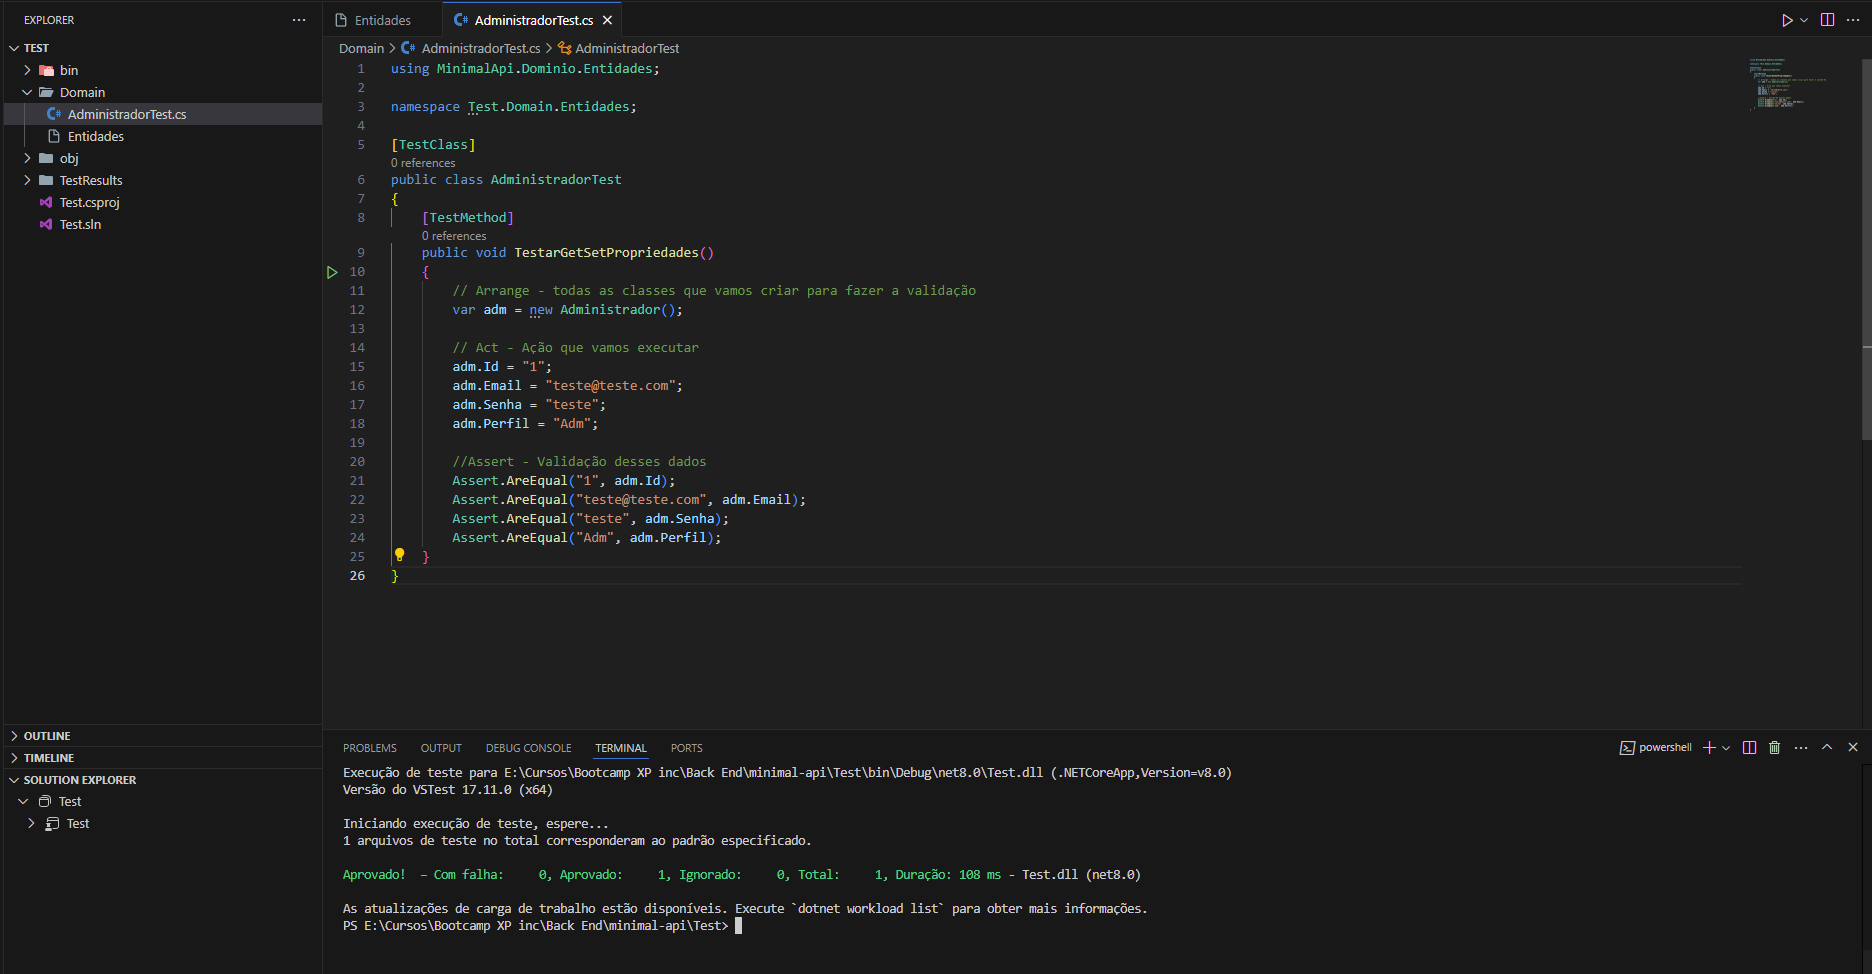 EXPLORER
TEST
bin
Domain
AdministradorTest.cs
Entidades
obj
TestResults
Test.csproj
Test.sln
OUTLINE
TIMELINE
SOLUTION EXPLORER
Test
Test
Entidades
C# AdministradorTest.cs
Domain > C# AdministradorTest.cs > AdministradorTest
1 using MinimalApi.Dominio.Entidades;
2
3 namespace Test.Domain.Entidades;
4
5 [TestClass]
0 references
6 public class AdministradorTest
7 {
8 [TestMethod]
0 references
9 public void TestarGetSetPropriedades()
10 {
11 // Arrange - todas as classes que vamos criar para fazer a validação
12 var adm = new Administrador();
13
14 // Act - Ação que vamos executar
15 adm.Id = "1";
16 adm.Email = "teste@teste.com";
17 adm.Senha = "teste";
18 adm.Perfil = "Adm";
19
20 //Assert - Validação desses dados
21 Assert.AreEqual("1", adm.Id);
22 Assert.AreEqual("teste@teste.com", adm.Email);
23 Assert.AreEqual("teste", adm.Senha);
24 Assert.AreEqual("Adm", adm.Perfil);
25 }
26 }
PROBLEMS OUTPUT DEBUG CONSOLE TERMINAL PORTS
powershell
Execução de teste para E:\Cursos\Bootcamp XP inc\Back End\minimal-api\Test\bin\Debug\net8.0\Test.dll (.NETCoreApp,Version=v8.0)
Versão do VSTest 17.11.0 (x64)
Iniciando execução de teste, espere...
1 arquivos de teste no total corresponderam ao padrão especificado.
Aprovado! – Com falha: 0, Aprovado: 1, Ignorado: 0, Total: 1, Duração: 108 ms - Test.dll (net8.0)
As atualizações de carga de trabalho estão disponíveis. Execute `dotnet workload list` para obter mais informações.
PS E:\Cursos\Bootcamp XP inc\Back End\minimal-api\Test>